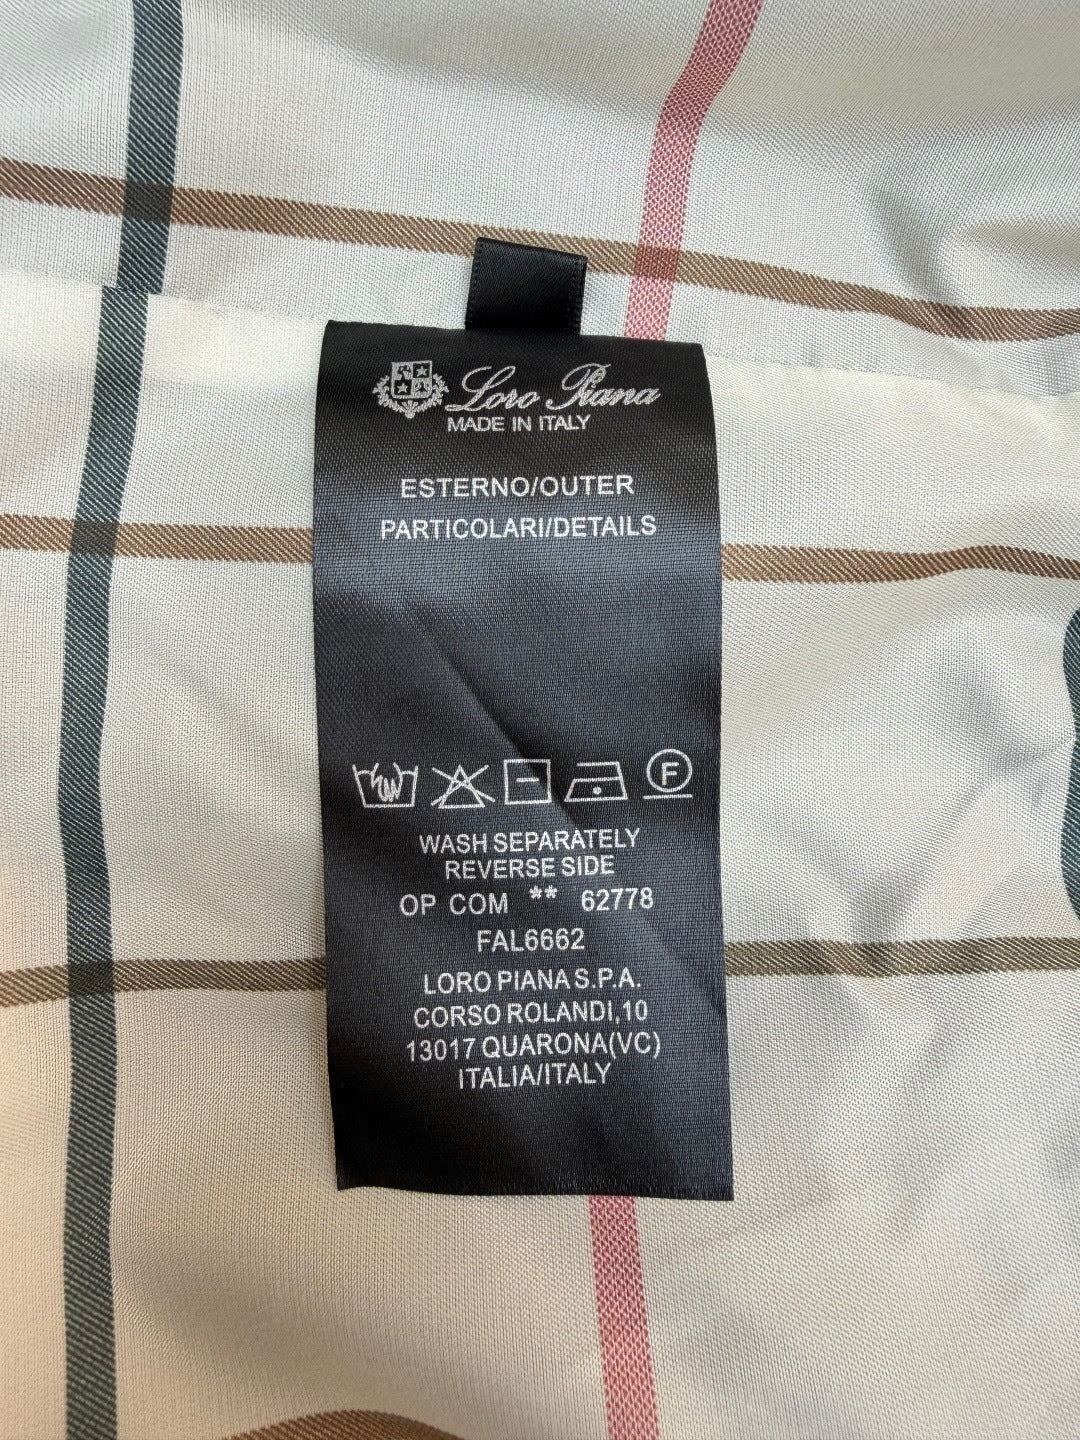 Loro Piana
MADE IN ITALY
ESTERNO/OUTER
PARTICOLARI/DETAILS
F
WASH SEPARATELY
REVERSE SIDE
OP COM ** 62778
FAL6662
LORO PIANA S.P.A.
CORSO ROLANDI,10
13017 QUARONA(VC)
ITALIA/ITALY